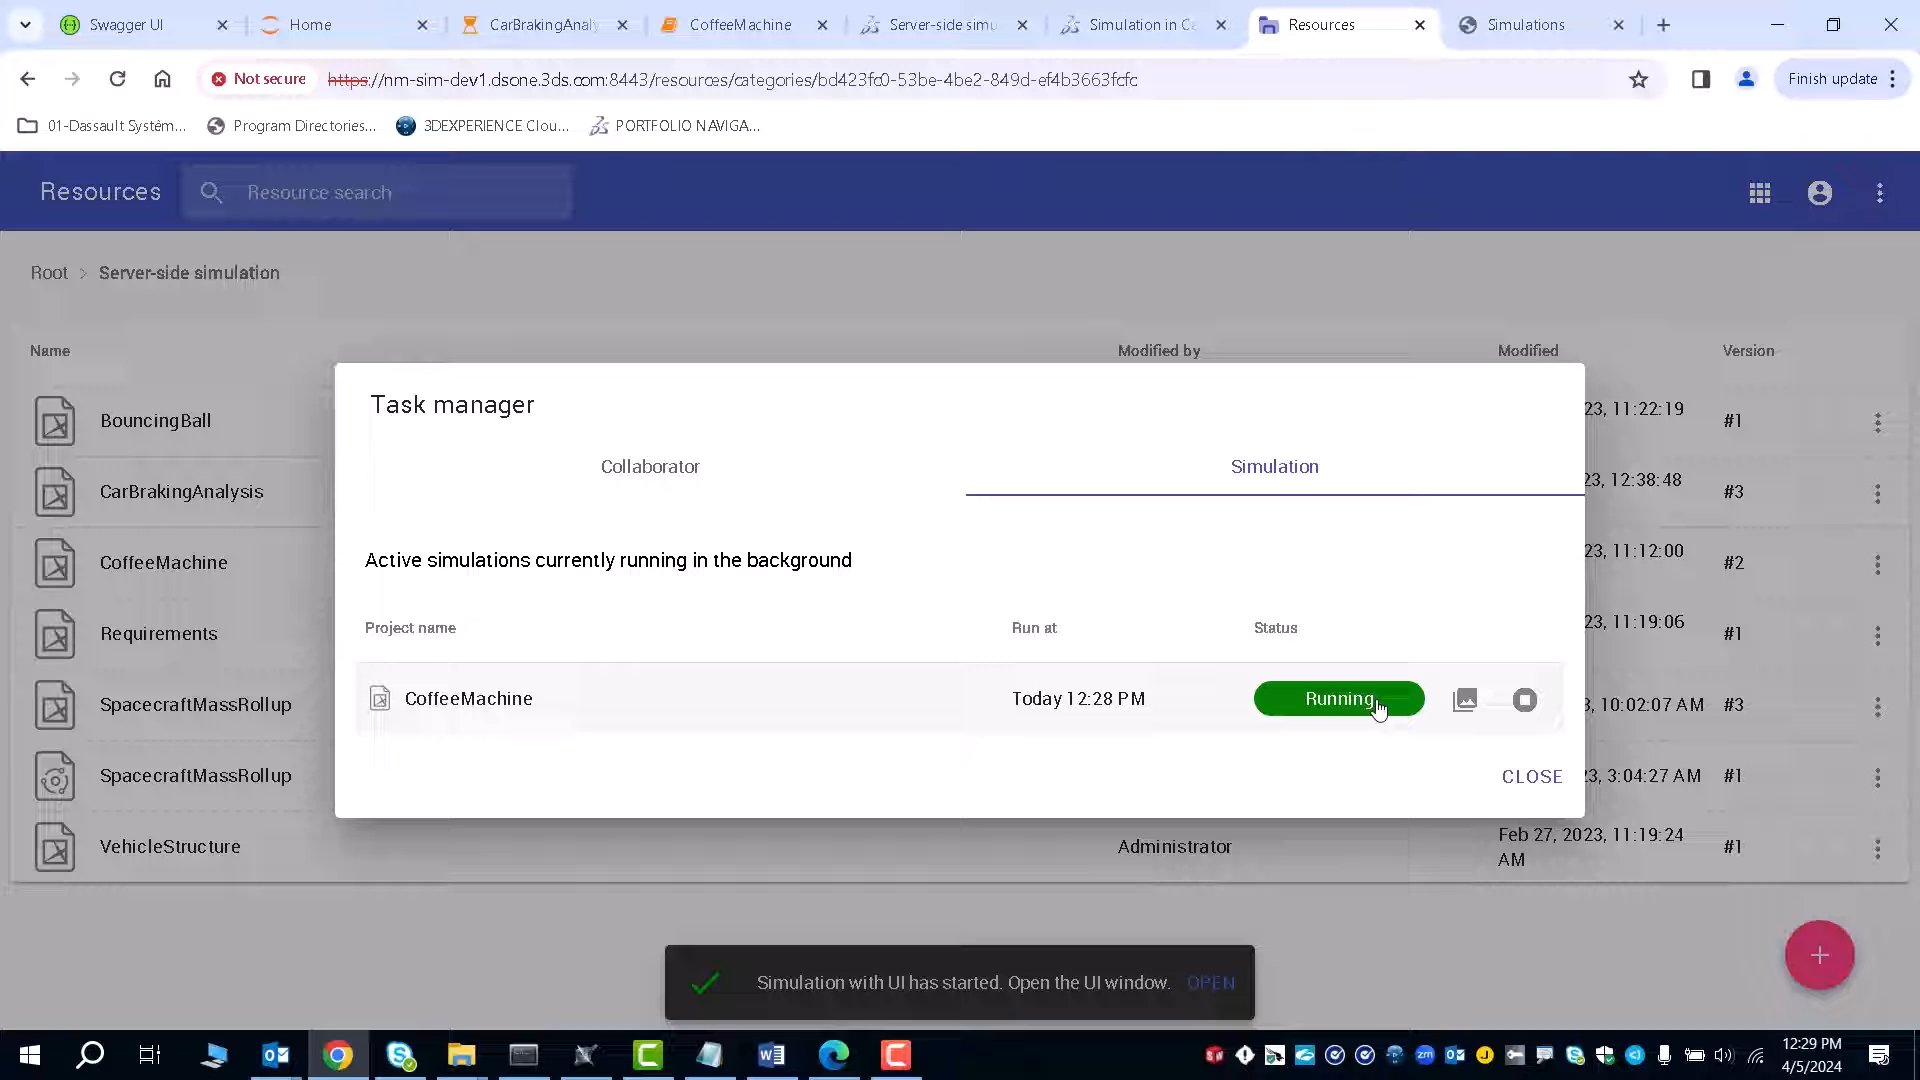 Swagger UI
Home
CarBrakingAnaly
CoffeeMachine
Server-side simu
Simulation in Ca
Resources
Simulations
Not secure
https://nm-sim-dev1.dsone.3ds.com:8443/resources/categories/bd423fc0-53be-4be2-849d-ef4b3663fcfc
Finish update
01-Dassault Systèm...
Program Directories...
3DEXPERIENCE Clou...
PORTFOLIO NAVIGA...
Resources
Resource search
Root > Server-side simulation
Name
Modified by
Modified
Version
BouncingBall
23, 11:22:19
#1
CarBrakingAnalysis
23, 12:38:48
#3
CoffeeMachine
23, 11:12:00
#2
Requirements
23, 11:19:06
#1
SpacecraftMassRollup
3, 10:02:07 AM
#3
SpacecraftMassRollup
23, 3:04:27 AM
#1
VehicleStructure
Administrator
Feb 27, 2023, 11:19:24
AM
#1
Task manager
Collaborator
Simulation
Active simulations currently running in the background
Project name
Run at
Status
CoffeeMachine
Today 12:28 PM
Running
CLOSE
Simulation with UI has started. Open the UI window.
OPEN
12:29 PM
4/5/2024